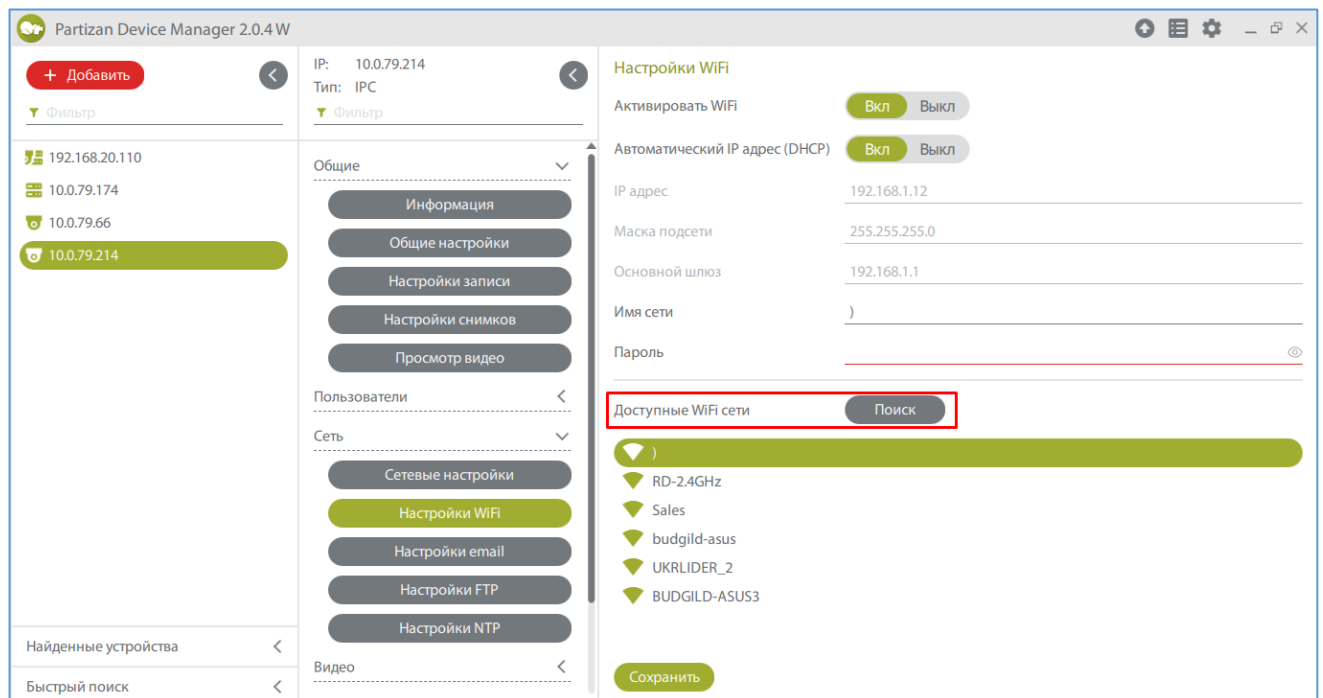 Partizan Device Manager 2.0.4 W
+ Добавить
Фильтр
192.168.20.110
10.0.79.174
10.0.79.66
10.0.79.214
Найденные устройства
Быстрый поиск
IP: 10.0.79.214
Тип: IPC
Фильтр
Общие
Информация
Общие настройки
Настройки записи
Настройки снимков
Просмотр видео
Пользователи
Сеть
Сетевые настройки
Настройки WiFi
Настройки email
Настройки FTP
Настройки NTP
Видео
Настройки WiFi
Активировать WiFi Вкл Выкл
Автоматический IP адрес (DHCP) Вкл Выкл
IP адрес 192.168.1.12
Маска подсети 255.255.255.0
Основной шлюз 192.168.1.1
Имя сети )
Пароль
Доступные WiFi сети Поиск
)
RD-2.4GHz
Sales
budgild-asus
UKRLIDER_2
BUDGILD-ASUS3
Сохранить